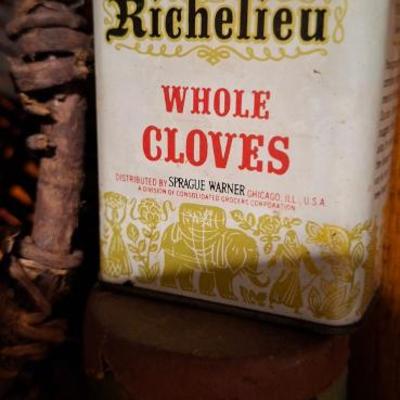 Richelieu
WHOLE
CLOVES
DISTRIBUTED BY SPRAGUE WARNER CHICAGO, ILL., U.S.A.
A DIVISION OF CONSOLIDATED GROCERS CORPORATION